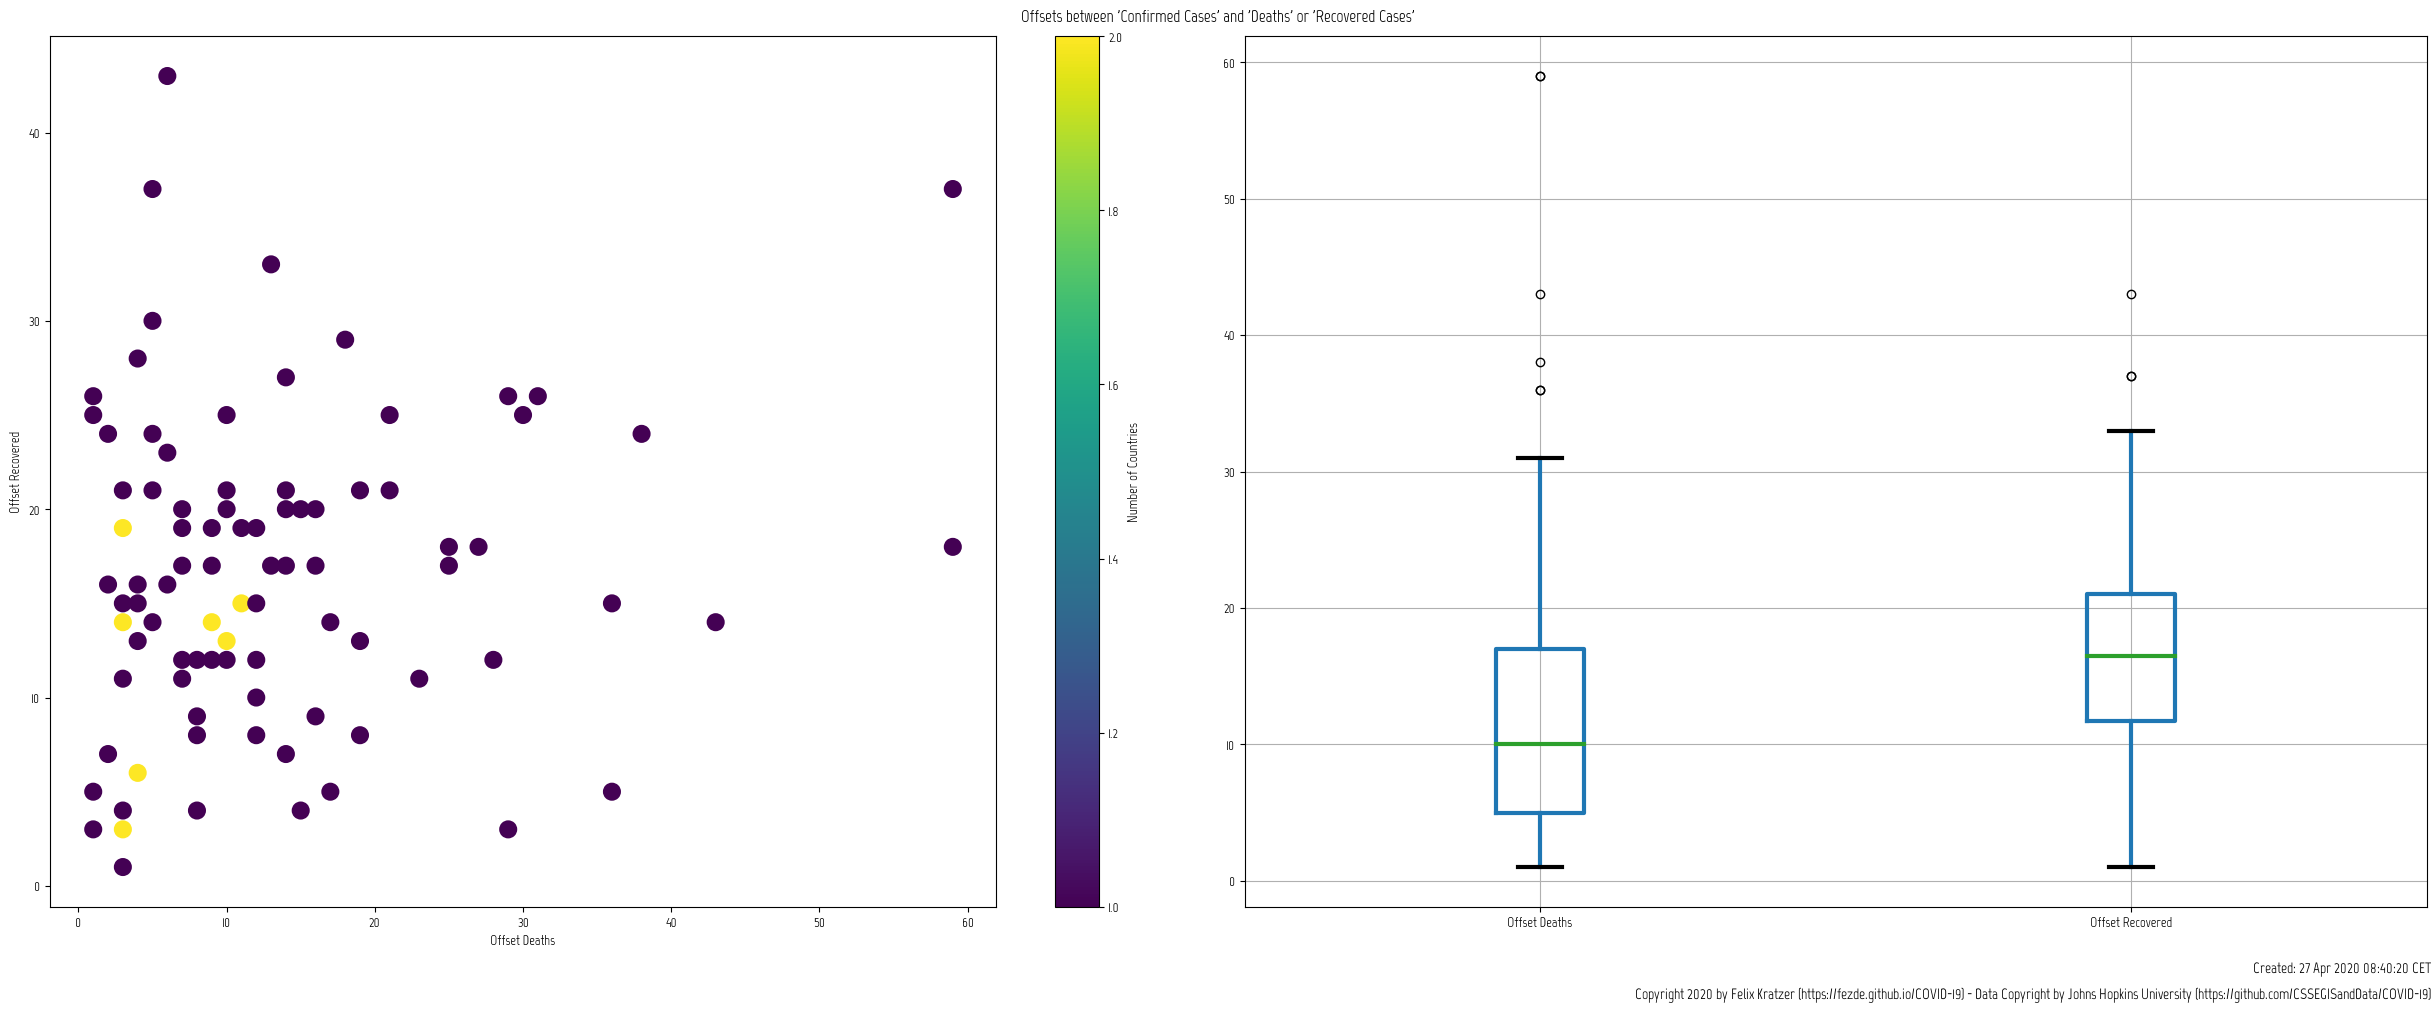 Offsets between 'Confirmed Cases' and 'Deaths' or 'Recovered Cases'
Offset Recovered
40
30
20
10
0
0 10 20 30 40 50 60
Offset Deaths
2.0
1.8
1.6
1.4
1.2
1.0
Number of Countries
60
50
40
30
20
10
0
Offset Deaths Offset Recovered
Created: 27 Apr 2020 08:40:20 CET
Copyright 2020 by Felix Kratzer (https://fezde.github.io/COVID-19) - Data Copyright by Johns Hopkins University (https://github.com/CSSEGISandData/COVID-19)